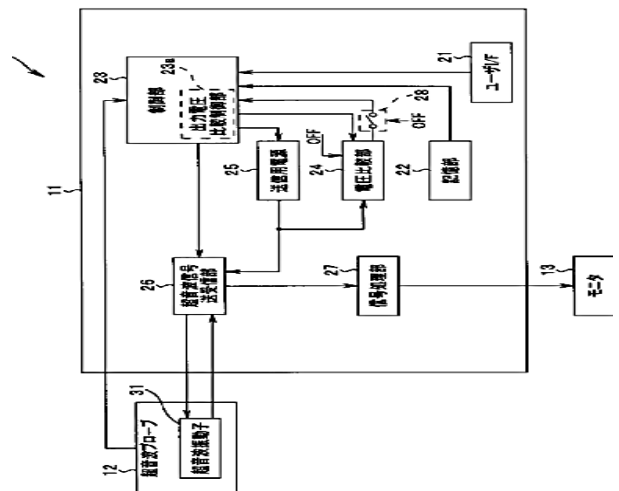 11
23
制御部
23a
出力電圧
比較制御部
21
ユーザI/F
28
OFF
OFF
25
送信用電源
24
電圧比較部
22
記憶部
26
超音波信号
送受信部
27
信号処理部
13
モニタ
12
超音波プローブ
31
超音波振動子